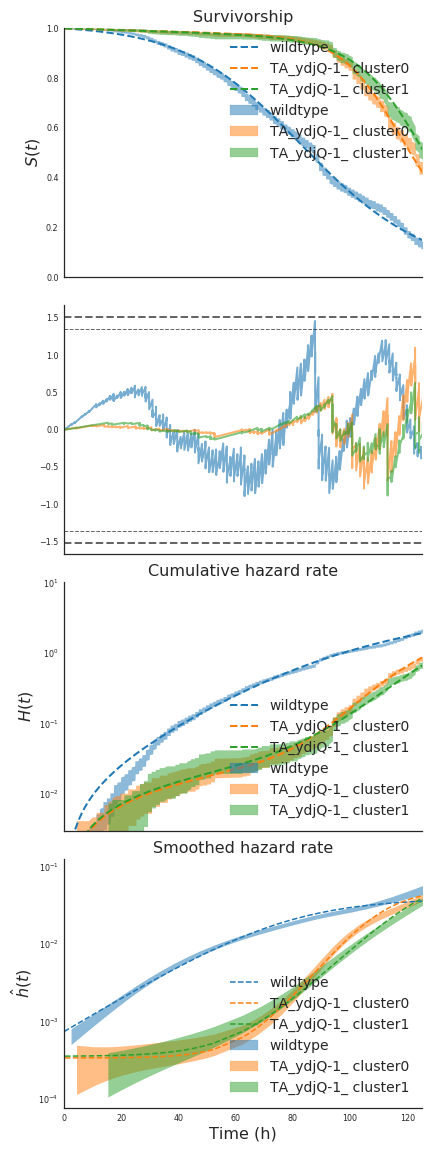 Survivorship
1.0
wildtype
TA_ydjQ-1_ cluster0
0.8
TA_ydjQ-1_ cluster1
wildtype
0.6
TA_ydjQ-1_ cluster0
TA_ydjQ-1_ cluster1
S(t)
0.4
0.2
0.0
1.5
1.0
0.5
0.0
−0.5
−1.0
−1.5
Cumulative hazard rate
10¹
10⁰
H(t)
wildtype
10⁻¹
TA_ydjQ-1_ cluster0
TA_ydjQ-1_ cluster1
wildtype
10⁻²
TA_ydjQ-1_ cluster0
TA_ydjQ-1_ cluster1
Smoothed hazard rate
10⁻¹
10⁻²
ĥ(t)
wildtype
TA_ydjQ-1_ cluster0
10⁻³
TA_ydjQ-1_ cluster1
wildtype
TA_ydjQ-1_ cluster0
10⁻⁴
TA_ydjQ-1_ cluster1
0 20 40 60 80 100 120
Time (h)